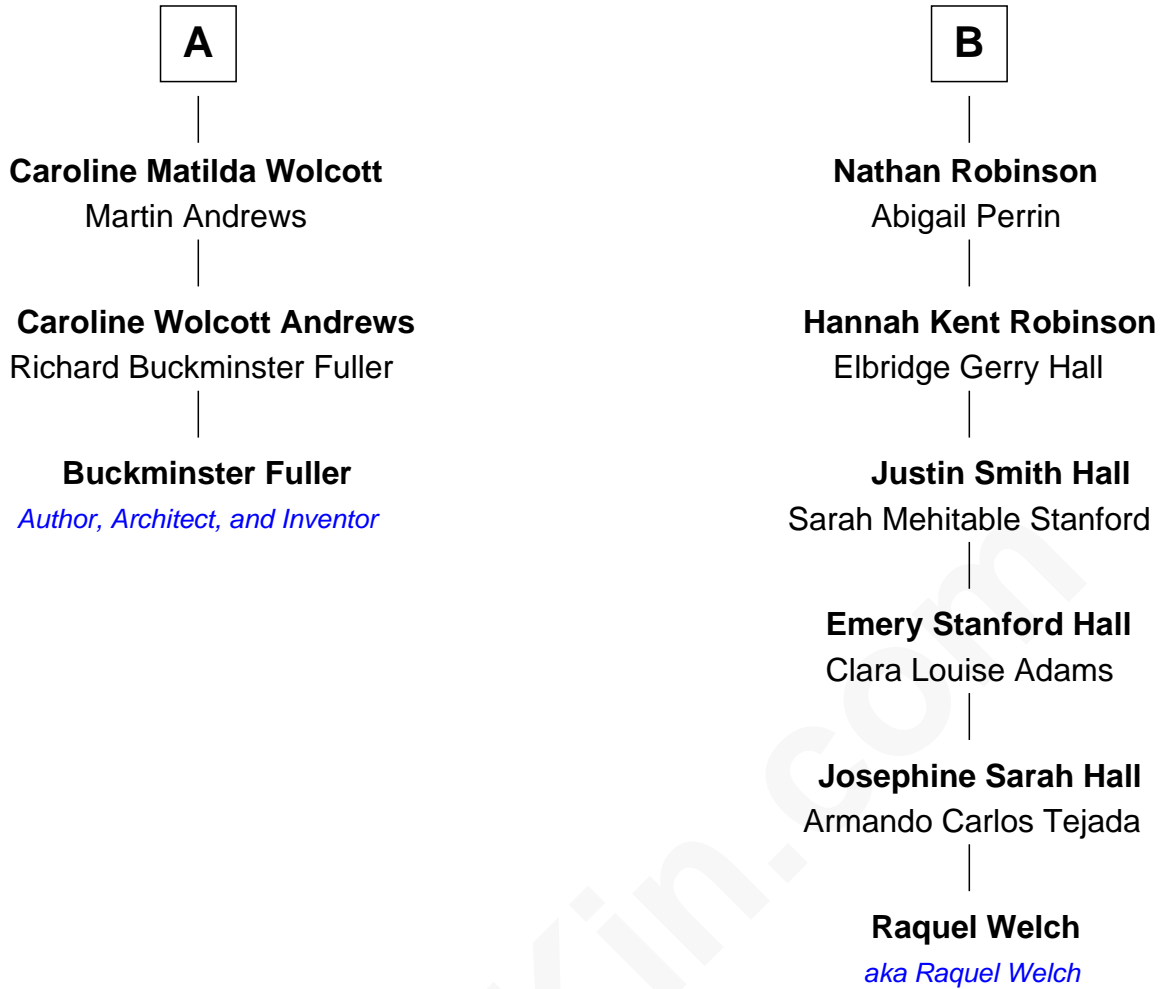 A
Caroline Matilda Wolcott
Martin Andrews
Caroline Wolcott Andrews
Richard Buckminster Fuller
Buckminster Fuller
Author, Architect, and Inventor
B
Nathan Robinson
Abigail Perrin
Hannah Kent Robinson
Elbridge Gerry Hall
Justin Smith Hall
Sarah Mehitable Stanford
Emery Stanford Hall
Clara Louise Adams
Josephine Sarah Hall
Armando Carlos Tejada
Raquel Welch
aka Raquel Welch